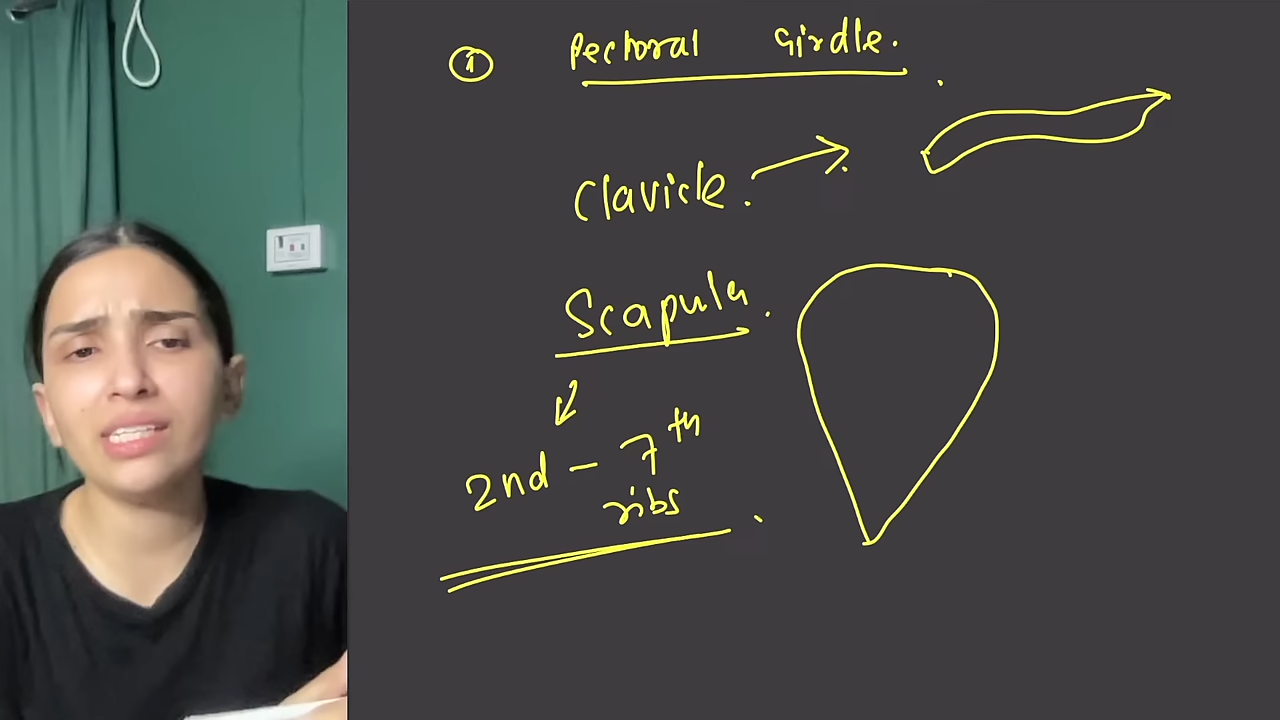 1 Pectoral Girdle.
Clavicle.
Scapula.
2nd - 7th
ribs